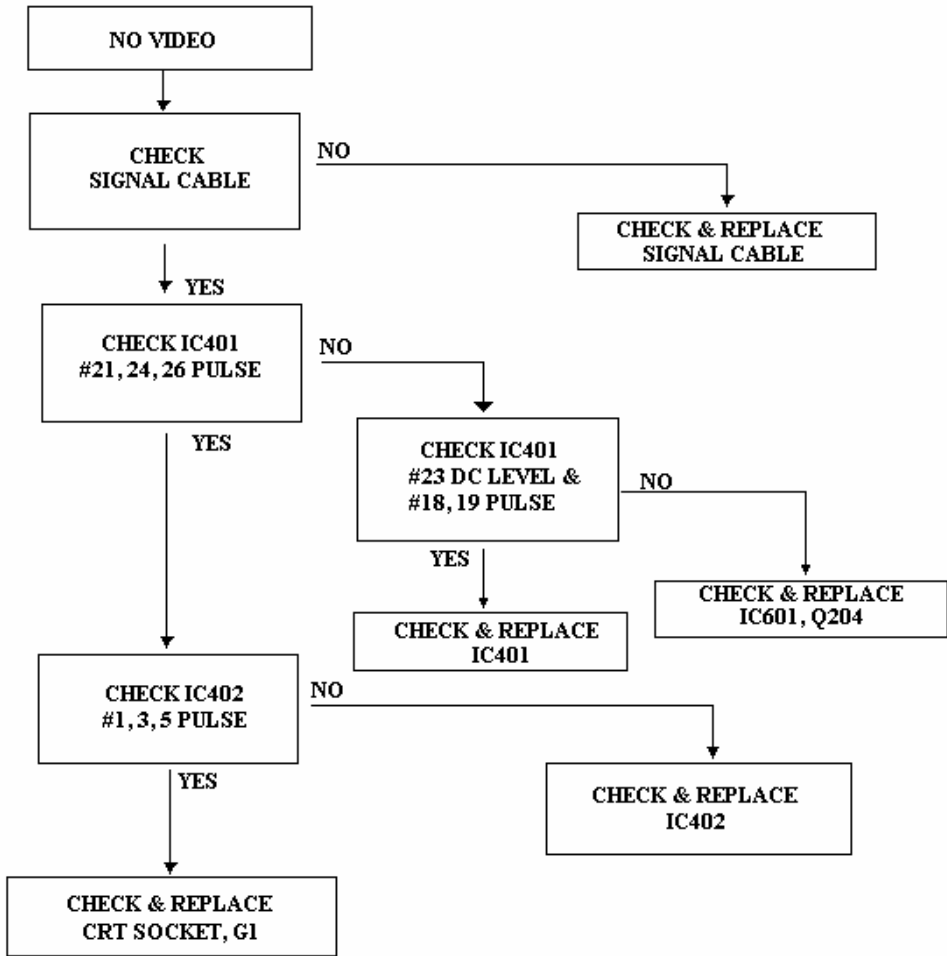 NO VIDEO
CHECK
SIGNAL CABLE
NO
CHECK & REPLACE
SIGNAL CABLE
YES
CHECK IC401
#21, 24, 26 PULSE
NO
YES
CHECK IC401
#23 DC LEVEL &
#18, 19 PULSE
NO
YES
CHECK & REPLACE
IC601, Q204
CHECK & REPLACE
IC401
CHECK IC402
#1, 3, 5 PULSE
NO
YES
CHECK & REPLACE
IC402
CHECK & REPLACE
CRT SOCKET, G1